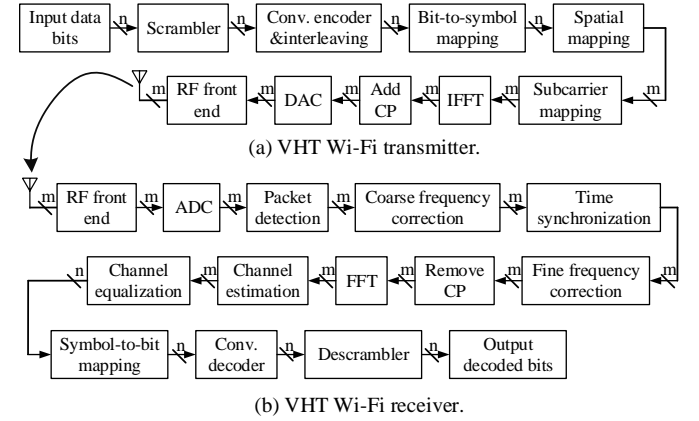 n n n n
Input data bits
Scrambler
Conv. encoder &interleaving
Bit-to-symbol mapping
Spatial mapping
m m m m m m
RF front end
DAC
Add CP
IFFT
Subcarrier mapping
(a) VHT Wi-Fi transmitter.
m m m m m m
RF front end
ADC
Packet detection
Coarse frequency correction
Time synchronization
n m m m m m
Channel equalization
Channel estimation
FFT
Remove CP
Fine frequency correction
n n n
Symbol-to-bit mapping
Conv. decoder
Descrambler
Output decoded bits
(b) VHT Wi-Fi receiver.